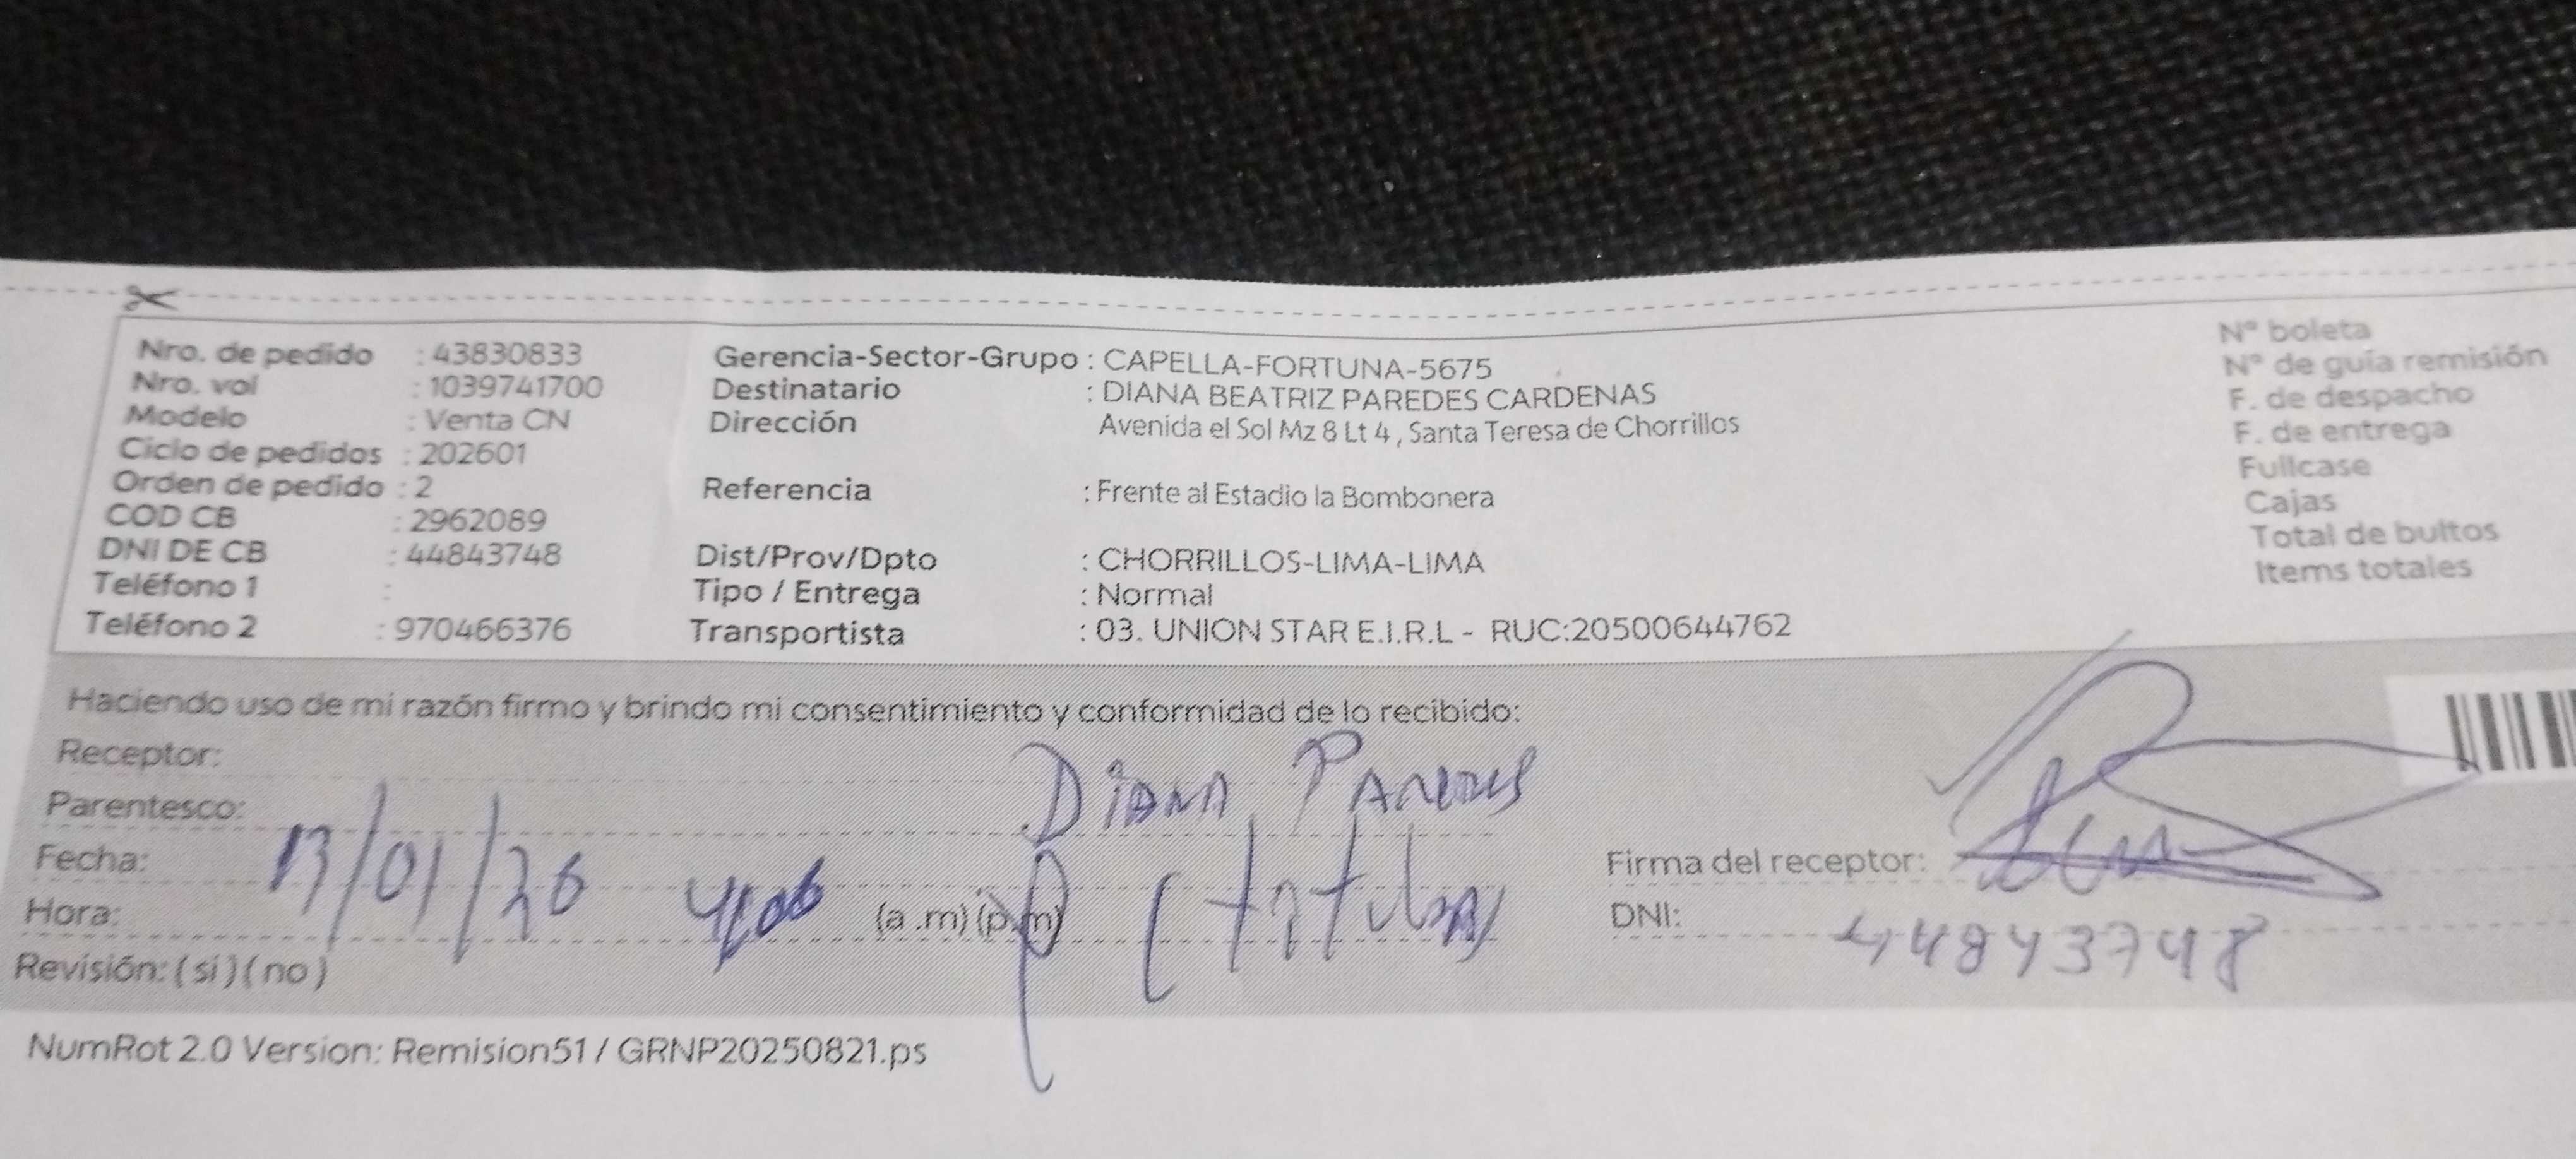 Nro. de pedido : 43830833
Nro. vol : 1039741700
Modelo : Venta CN
Ciclo de pedidos : 202601
Orden de pedido : 2
COD CB : 2962089
DNI DE CB : 44843748
Teléfono 1 :
Teléfono 2 : 970466376
Gerencia-Sector-Grupo : CAPELLA-FORTUNA-5675
Destinatario : DIANA BEATRIZ PAREDES CARDENAS
Dirección Avenida el Sol Mz 8 Lt 4 , Santa Teresa de Chorrillos
Referencia : Frente al Estadio la Bombonera
Dist/Prov/Dpto : CHORRILLOS-LIMA-LIMA
Tipo / Entrega : Normal
Transportista : 03. UNION STAR E.I.R.L - RUC:20500644762
N° boleta
N° de guía remisión
F. de despacho
F. de entrega
Fullcase
Cajas
Total de bultos
Items totales
Haciendo uso de mi razón firmo y brindo mi consentimiento y conformidad de lo recibido:
Receptor: Diana Paredes
Parentesco: (titular)
Fecha: 13/01/26
Hora: (a .m) (p.m)
Revisión: ( si ) ( no )
Firma del receptor:
DNI: 44843748
NumRot 2.0 Version: Remision51 / GRNP20250821.ps